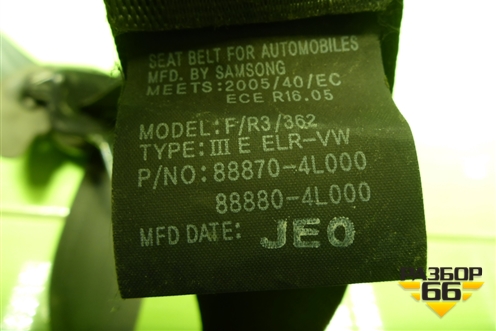 SEAT BELT FOR AUTOMOBILES
MFD. BY SAMSONG
MEETS:2005/40/EC
ECE R16.05
MODEL:F/R3/362
TYPE:III E ELR-VW
P/NO:88870-4L000
88880-4L000
MFD DATE: JEO
РАЗБОР
66